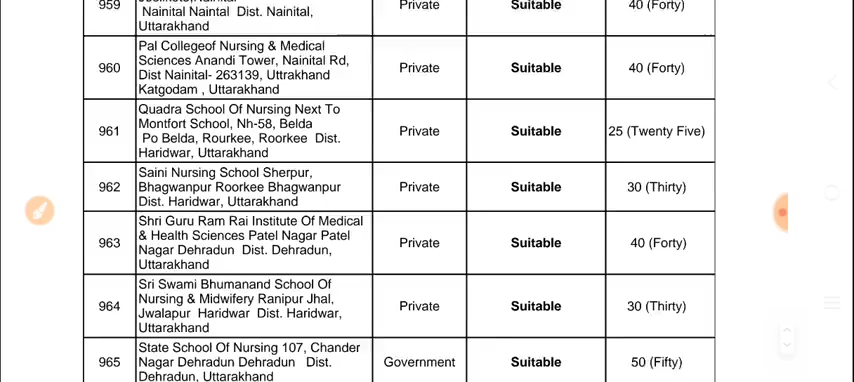 959
Nainital Naintal Dist. Nainital,
Uttarakhand
Private
Suitable
40 (Forty)
960
Pal Collegeof Nursing & Medical
Sciences Anandi Tower, Nainital Rd,
Dist Nainital- 263139, Uttrakhand
Katgodam , Uttarakhand
Private
Suitable
40 (Forty)
961
Quadra School Of Nursing Next To
Montfort School, Nh-58, Belda
Po Belda, Rourkee, Roorkee Dist.
Haridwar, Uttarakhand
Private
Suitable
25 (Twenty Five)
962
Saini Nursing School Sherpur,
Bhagwanpur Roorkee Bhagwanpur
Dist. Haridwar, Uttarakhand
Private
Suitable
30 (Thirty)
963
Shri Guru Ram Rai Institute Of Medical
& Health Sciences Patel Nagar Patel
Nagar Dehradun Dist. Dehradun,
Uttarakhand
Private
Suitable
40 (Forty)
964
Sri Swami Bhumanand School Of
Nursing & Midwifery Ranipur Jhal,
Jwalapur Haridwar Dist. Haridwar,
Uttarakhand
Private
Suitable
30 (Thirty)
965
State School Of Nursing 107, Chander
Nagar Dehradun Dehradun Dist.
Dehradun, Uttarakhand
Government
Suitable
50 (Fifty)